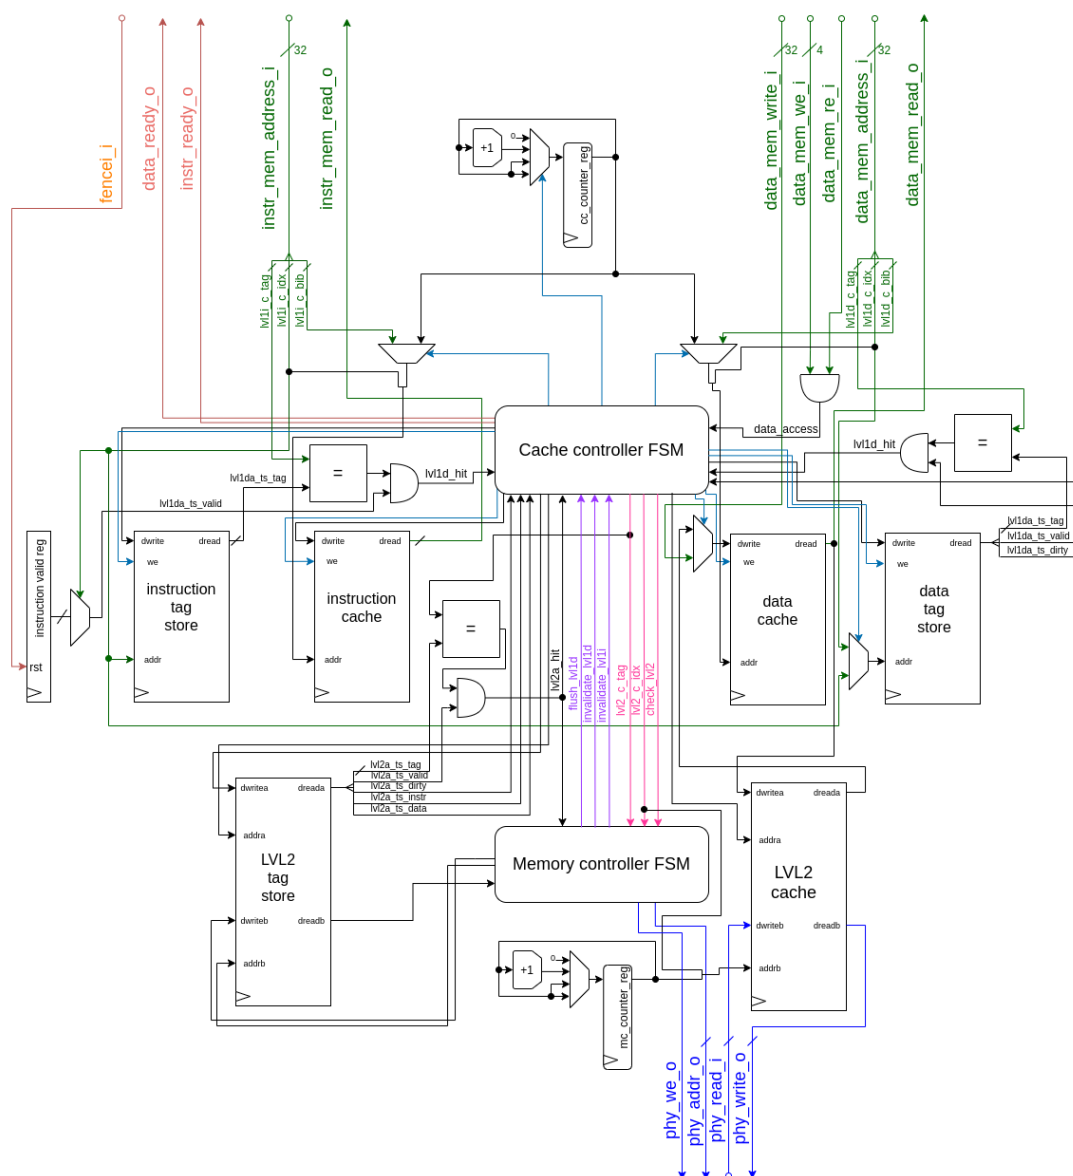 fencei_i
data_ready_o
instr_ready_o
instr_mem_address_i
32
instr_mem_read_o
data_mem_write_i
32
data_mem_we_i
4
data_mem_re_i
data_mem_address_i
32
data_mem_read_o
+1
0
cc_counter_reg
lvl1i_c_tag
lvl1i_c_idx
lvl1i_c_bib
lvl1d_c_tag
lvl1d_c_idx
lvl1d_c_bib
Cache controller FSM
data_access
lvl1d_hit
=
=
lvl1d_hit
lvl1da_ts_tag
lvl1da_ts_valid
instruction valid reg
rst
dwrite
dread
we
instruction
tag
store
addr
dwrite
we
instruction
cache
addr
=
lvl2a_hit
flush_lvl1d
invalidate_lvl1d
invalidate_lvl1i
lvl2_c_tag
lvl2_c_idx
check_lvl2
dwrite
dread
we
data
cache
addr
dwrite
dread
we
data
tag
store
addr
lvl1da_ts_tag
lvl1da_ts_valid
lvl1da_ts_dirty
lvl2a_ts_tag
lvl2a_ts_valid
lvl2a_ts_dirty
lvl2a_ts_instr
lvl2a_ts_data
dwritea
dreada
addra
LVL2
tag
store
dwriteb
dreadb
addrb
Memory controller FSM
dwritea
dreada
addra
LVL2
cache
dwriteb
dreadb
addrb
+1
0
mc_counter_reg
phy_we_o
phy_addr_o
phy_read_i
phy_write_o